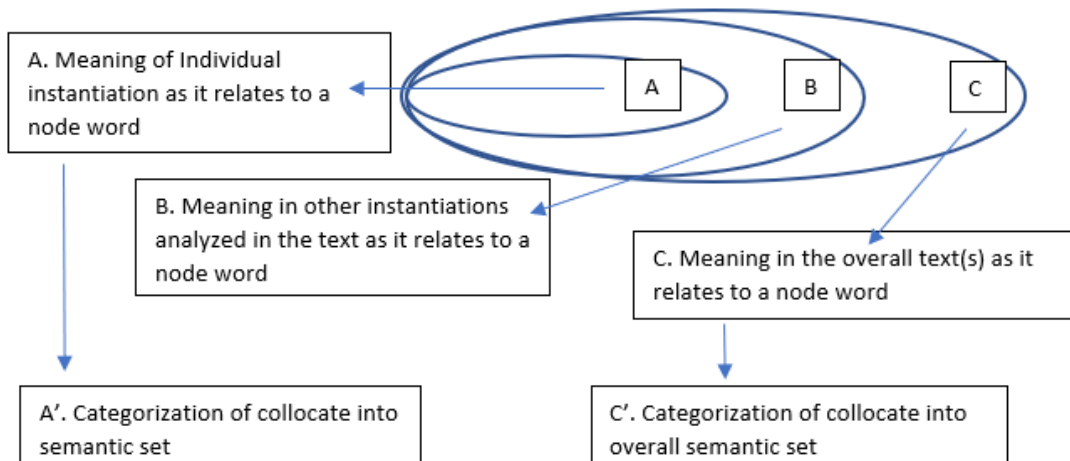 A. Meaning of Individual
instantiation as it relates to a
node word
A
B
C
B. Meaning in other instantiations
analyzed in the text as it relates to a
node word
C. Meaning in the overall text(s) as it
relates to a node word
A’. Categorization of collocate into
semantic set
C’. Categorization of collocate into
overall semantic set